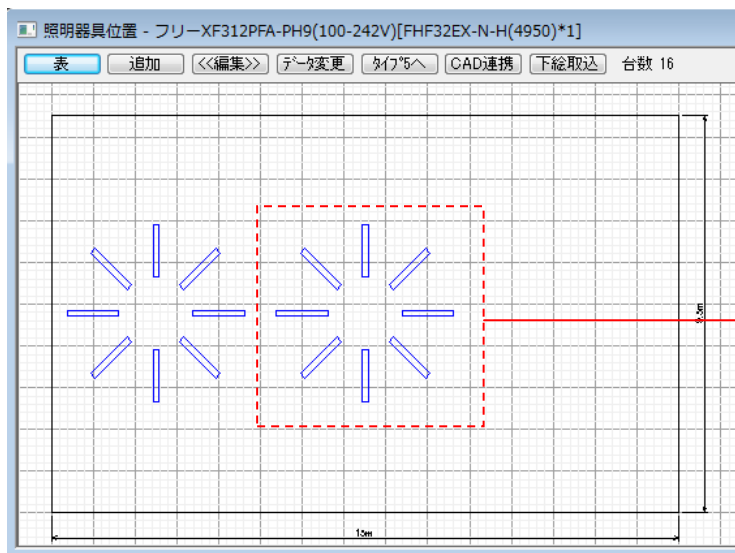 照明器具位置 - フリーXF312PFA-PH9(100-242V)[FHF32EX-N-H(4950)*1]
表 追加 <<編集>> ﾃﾞｰﾀ変更 ﾀｲﾌﾟ5へ CAD連携 下絵取込 台数 16
15m